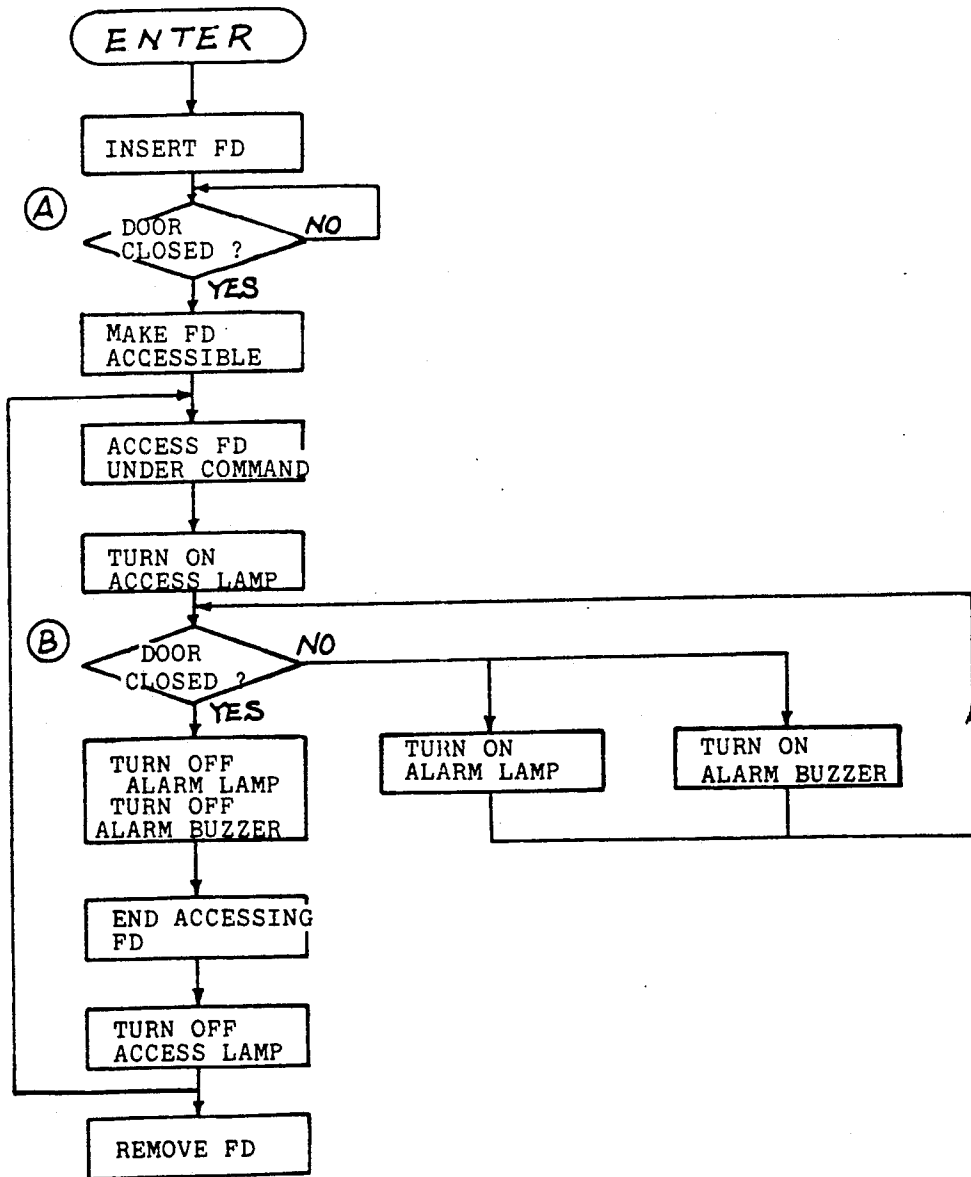 ENTER
INSERT FD
A
DOOR
CLOSED ?
NO
YES
MAKE FD
ACCESSIBLE
ACCESS FD
UNDER COMMAND
TURN ON
ACCESS LAMP
B
DOOR
CLOSED ?
NO
YES
TURN OFF
ALARM LAMP
TURN OFF
ALARM BUZZER
TURN ON
ALARM LAMP
TURN ON
ALARM BUZZER
END ACCESSING
FD
TURN OFF
ACCESS LAMP
REMOVE FD